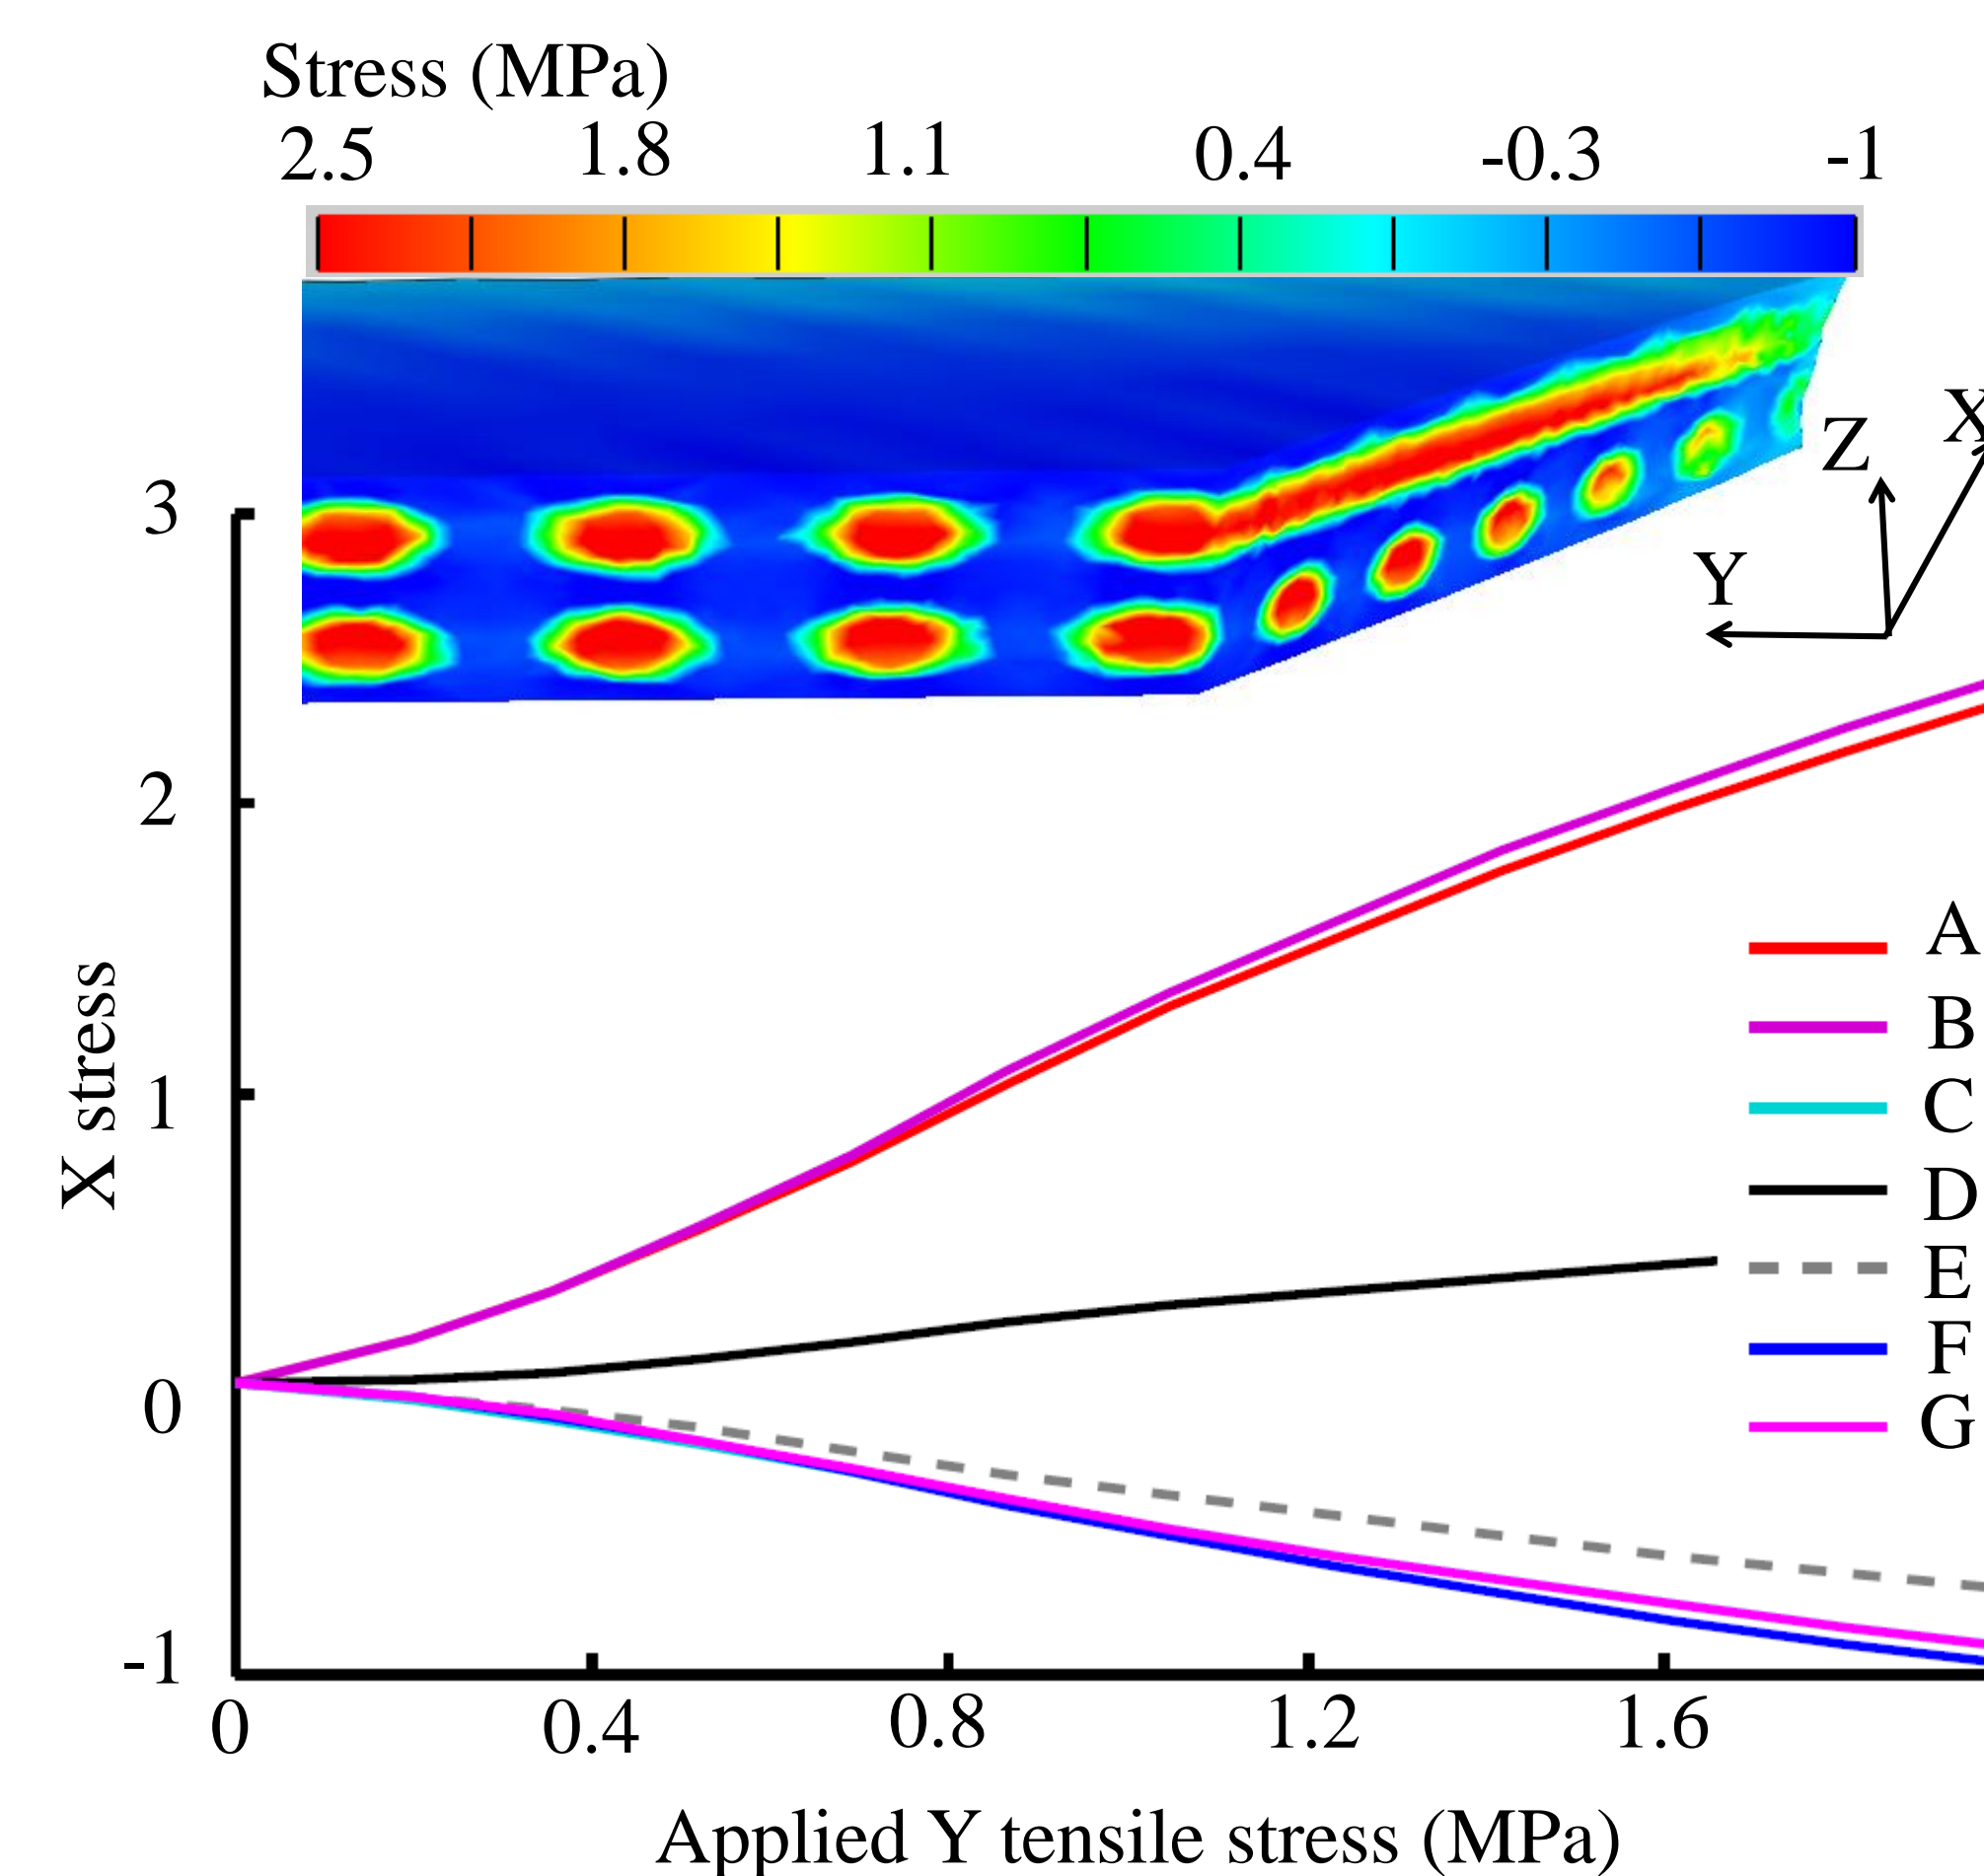 Stress (MPa)
2.5 1.8 1.1 0.4 -0.3 -1
X
Z
Y
3
2
1
0
-1
X stress
A
B
C
D
E
F
G
0 0.4 0.8 1.2 1.6
Applied Y tensile stress (MPa)